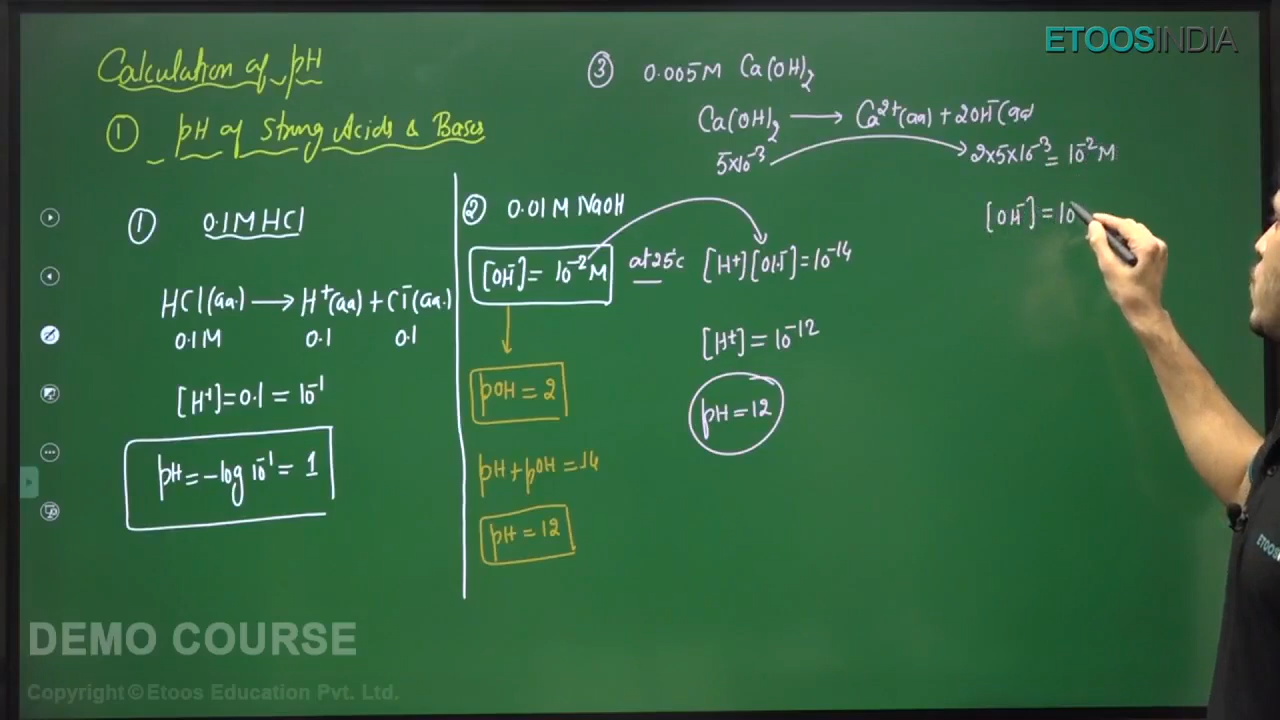 ETOOSINDIA
Calculation of pH
① pH of Strong Acids & Bases
① 0.1M HCl
HCl(aq.) ⟶ H⁺(aq) + Cl⁻(aq.)
0.1M 0.1 0.1
[H⁺] = 0.1 = 10⁻¹
pH = -log 10⁻¹ = 1
② 0.01 M NaOH
[OH⁻] = 10⁻² M
pOH = 2
pH + pOH = 14
pH = 12
at 25°c [H⁺][OH⁻] = 10⁻¹⁴
[H⁺] = 10⁻¹²
pH = 12
③ 0.005M Ca(OH)₂
Ca(OH)₂ ⟶ Ca²⁺(aq) + 2OH⁻(aq)
5×10⁻³ 2×5×10⁻³ = 10⁻² M
[OH⁻] = 10
DEMO COURSE
Copyright © Etoos Education Pvt. Ltd.